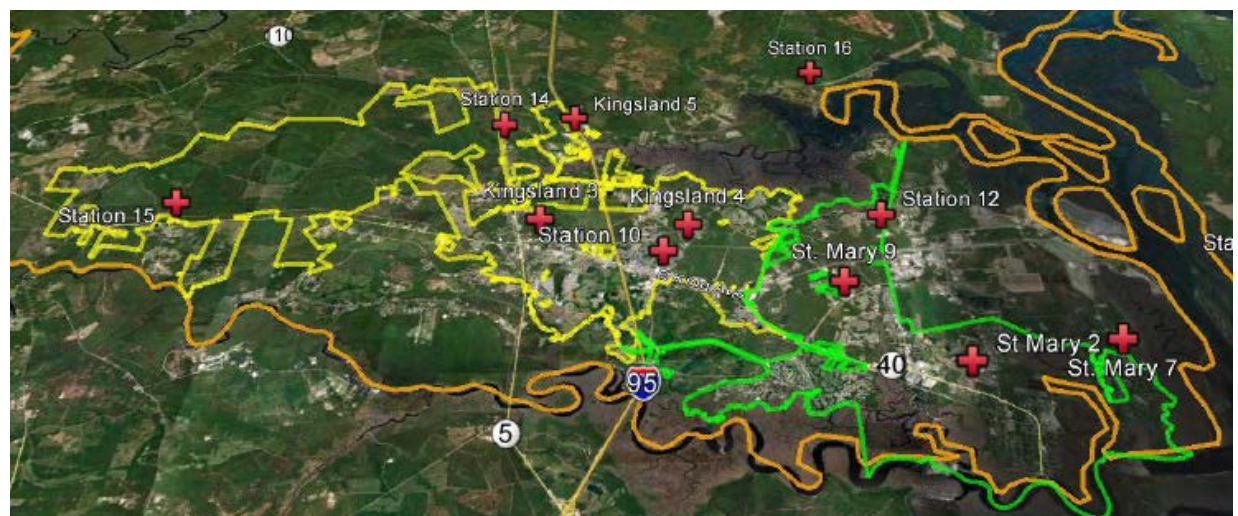 10
Station 16
Station 14
Kingsland 5
Station 15
Kingsland 3
Kingsland 4
Station 12
Station 10
St. Mary 9
Sta
St Mary 2
St. Mary 7
40
95
5